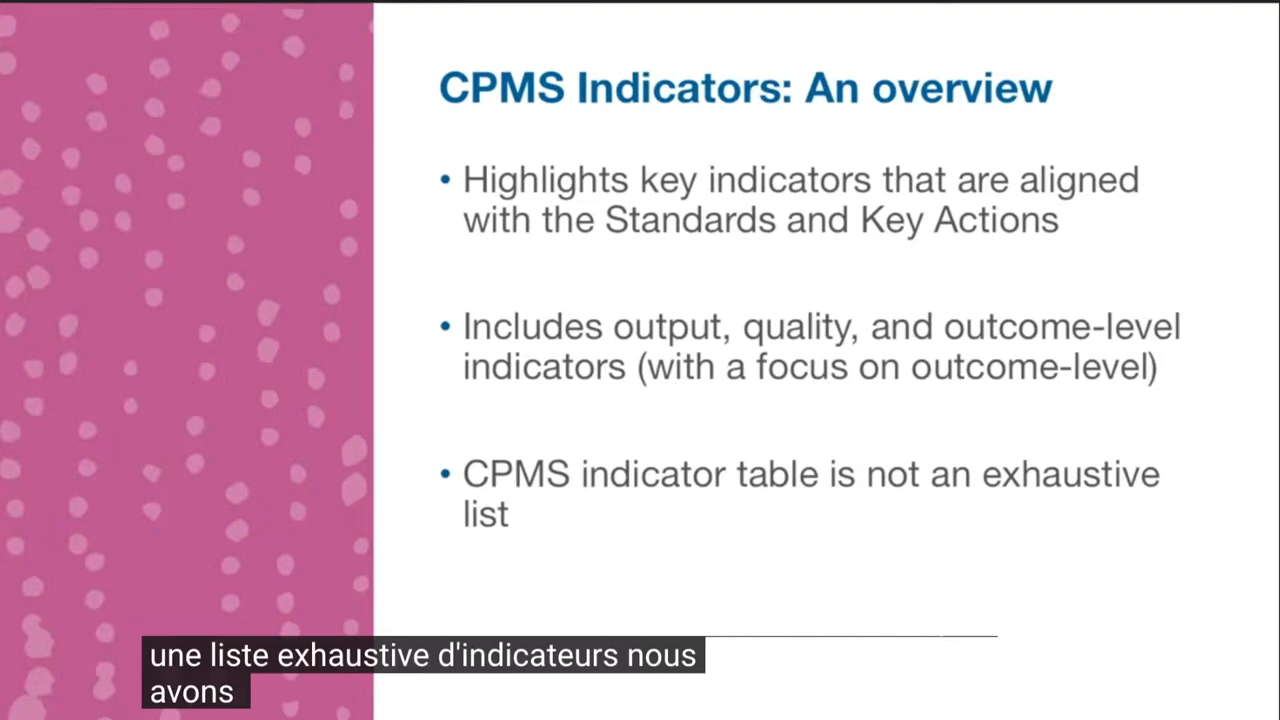 CPMS Indicators: An overview
• Highlights key indicators that are aligned
with the Standards and Key Actions
• Includes output, quality, and outcome-level
indicators (with a focus on outcome-level)
• CPMS indicator table is not an exhaustive
list
une liste exhaustive d'indicateurs nous
avons